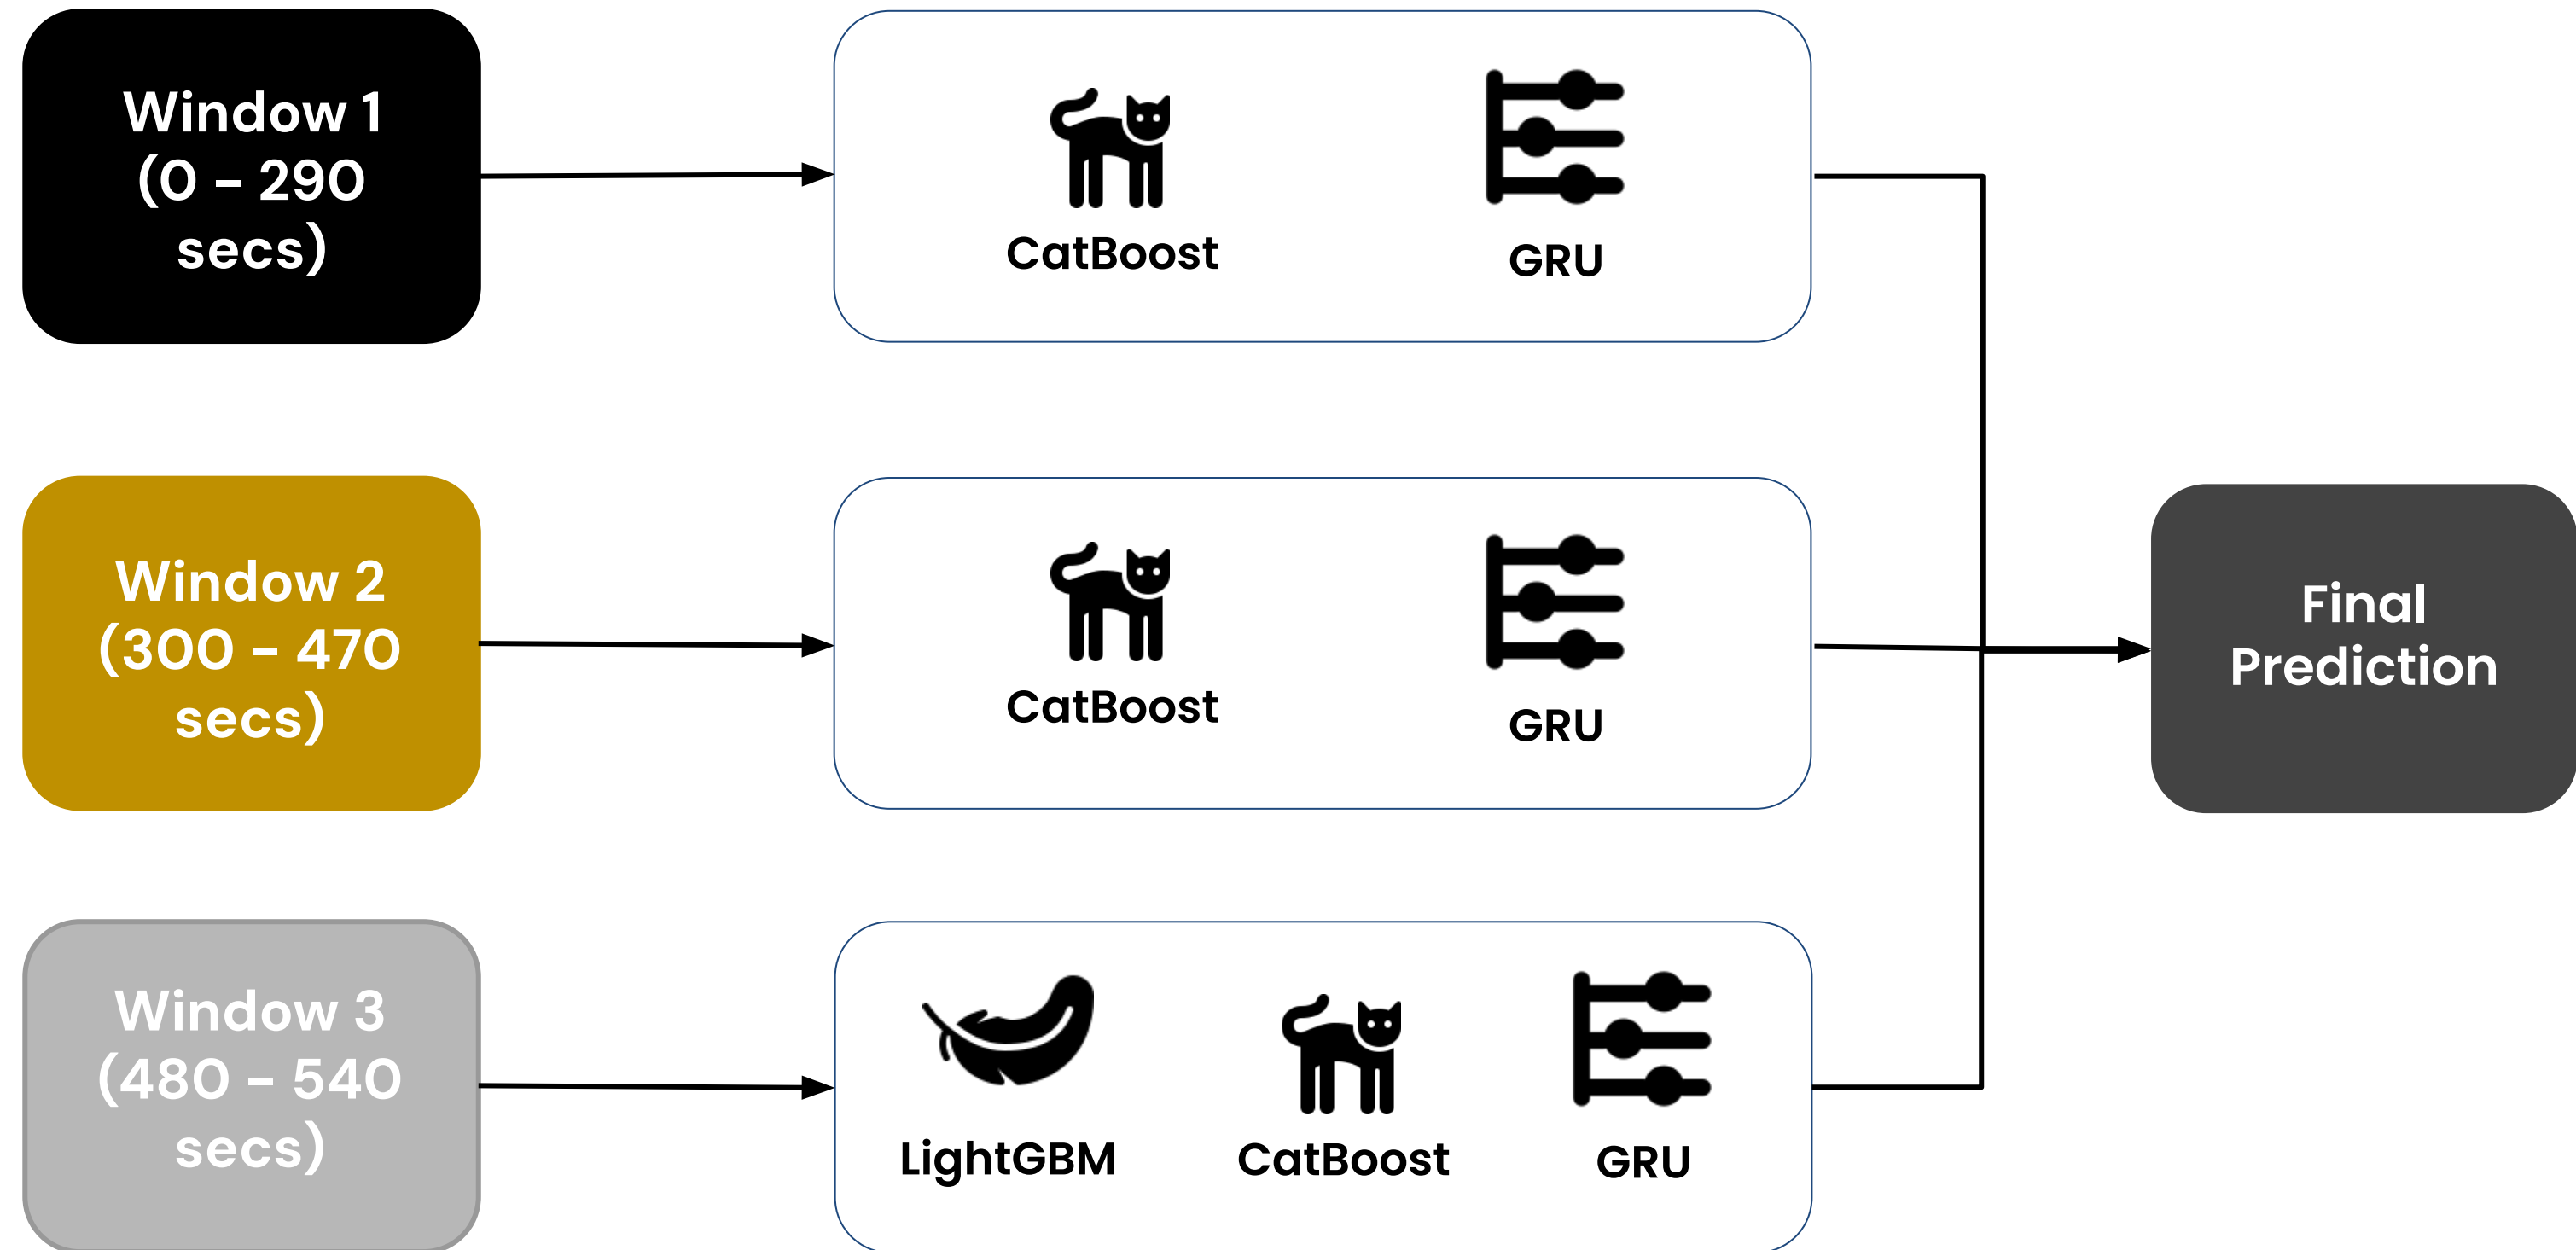 Window 1
(0 – 290
secs)
CatBoost
GRU
Window 2
(300 – 470
secs)
CatBoost
GRU
Final
Prediction
Window 3
(480 – 540
secs)
LightGBM
CatBoost
GRU